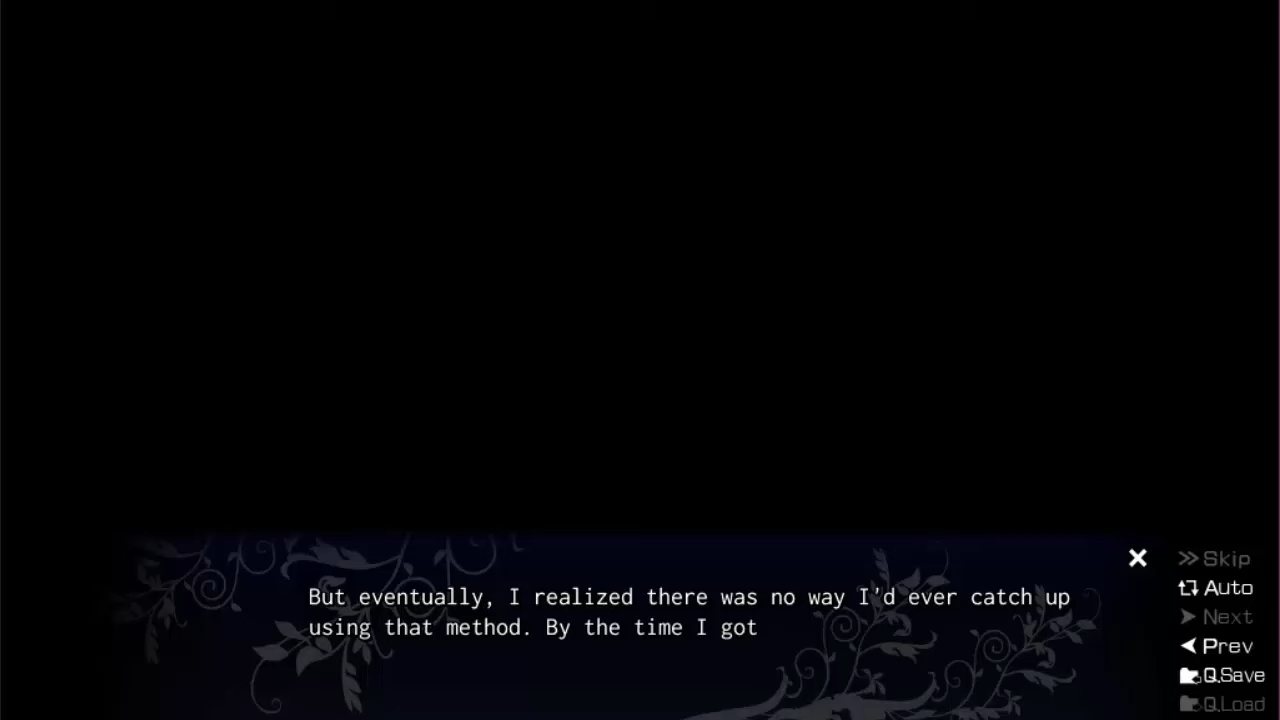 But eventually, I realized there was no way I'd ever catch up
using that method. By the time I got
Skip
Auto
Next
Prev
Q.Save
Q.Load